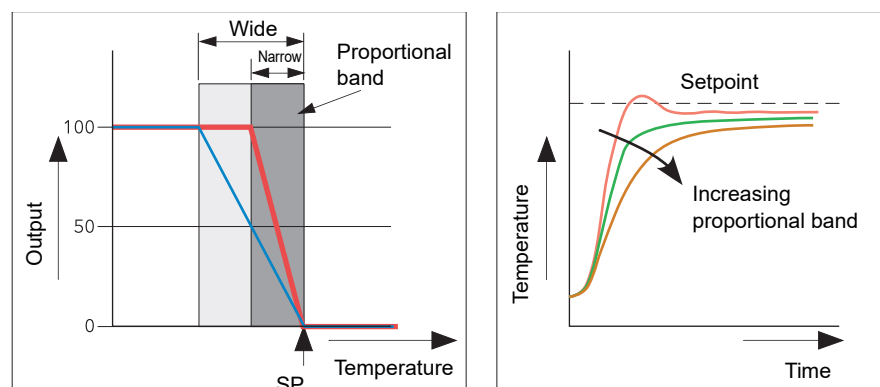 Wide
Narrow
Proportional
band
100
50
0
Output
Temperature
SP
Setpoint
Increasing
proportional band
Temperature
Time